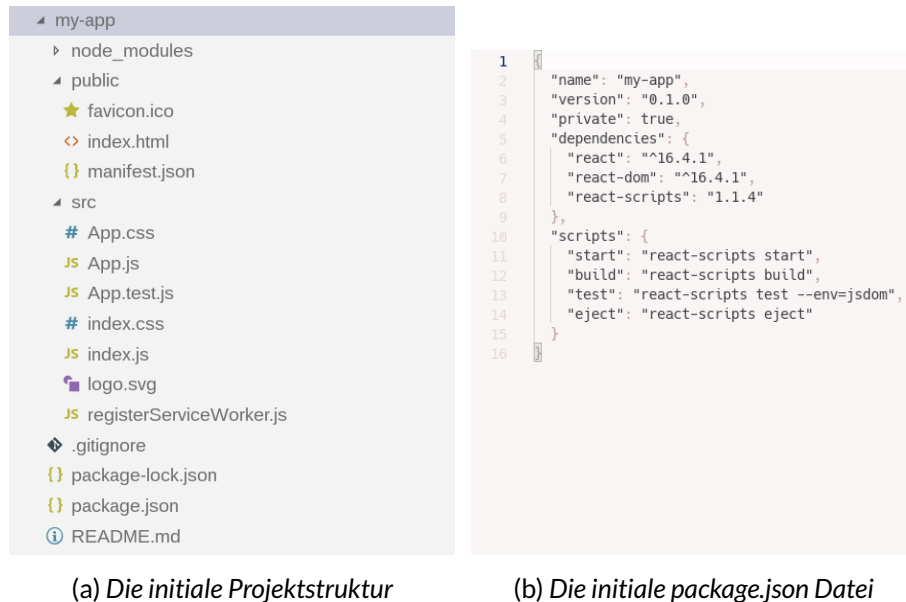 my-app
node_modules
public
favicon.ico
<> index.html
{} manifest.json
src
# App.css
JS App.js
JS App.test.js
# index.css
JS index.js
logo.svg
JS registerServiceWorker.js
.gitignore
{} package-lock.json
{} package.json
README.md
(a) Die initiale Projektstruktur
1 {
2 "name": "my-app",
3 "version": "0.1.0",
4 "private": true,
5 "dependencies": {
6 "react": "^16.4.1",
7 "react-dom": "^16.4.1",
8 "react-scripts": "1.1.4"
9 },
10 "scripts": {
11 "start": "react-scripts start",
12 "build": "react-scripts build",
13 "test": "react-scripts test --env=jsdom",
14 "eject": "react-scripts eject"
15 }
16 }
(b) Die initiale package.json Datei